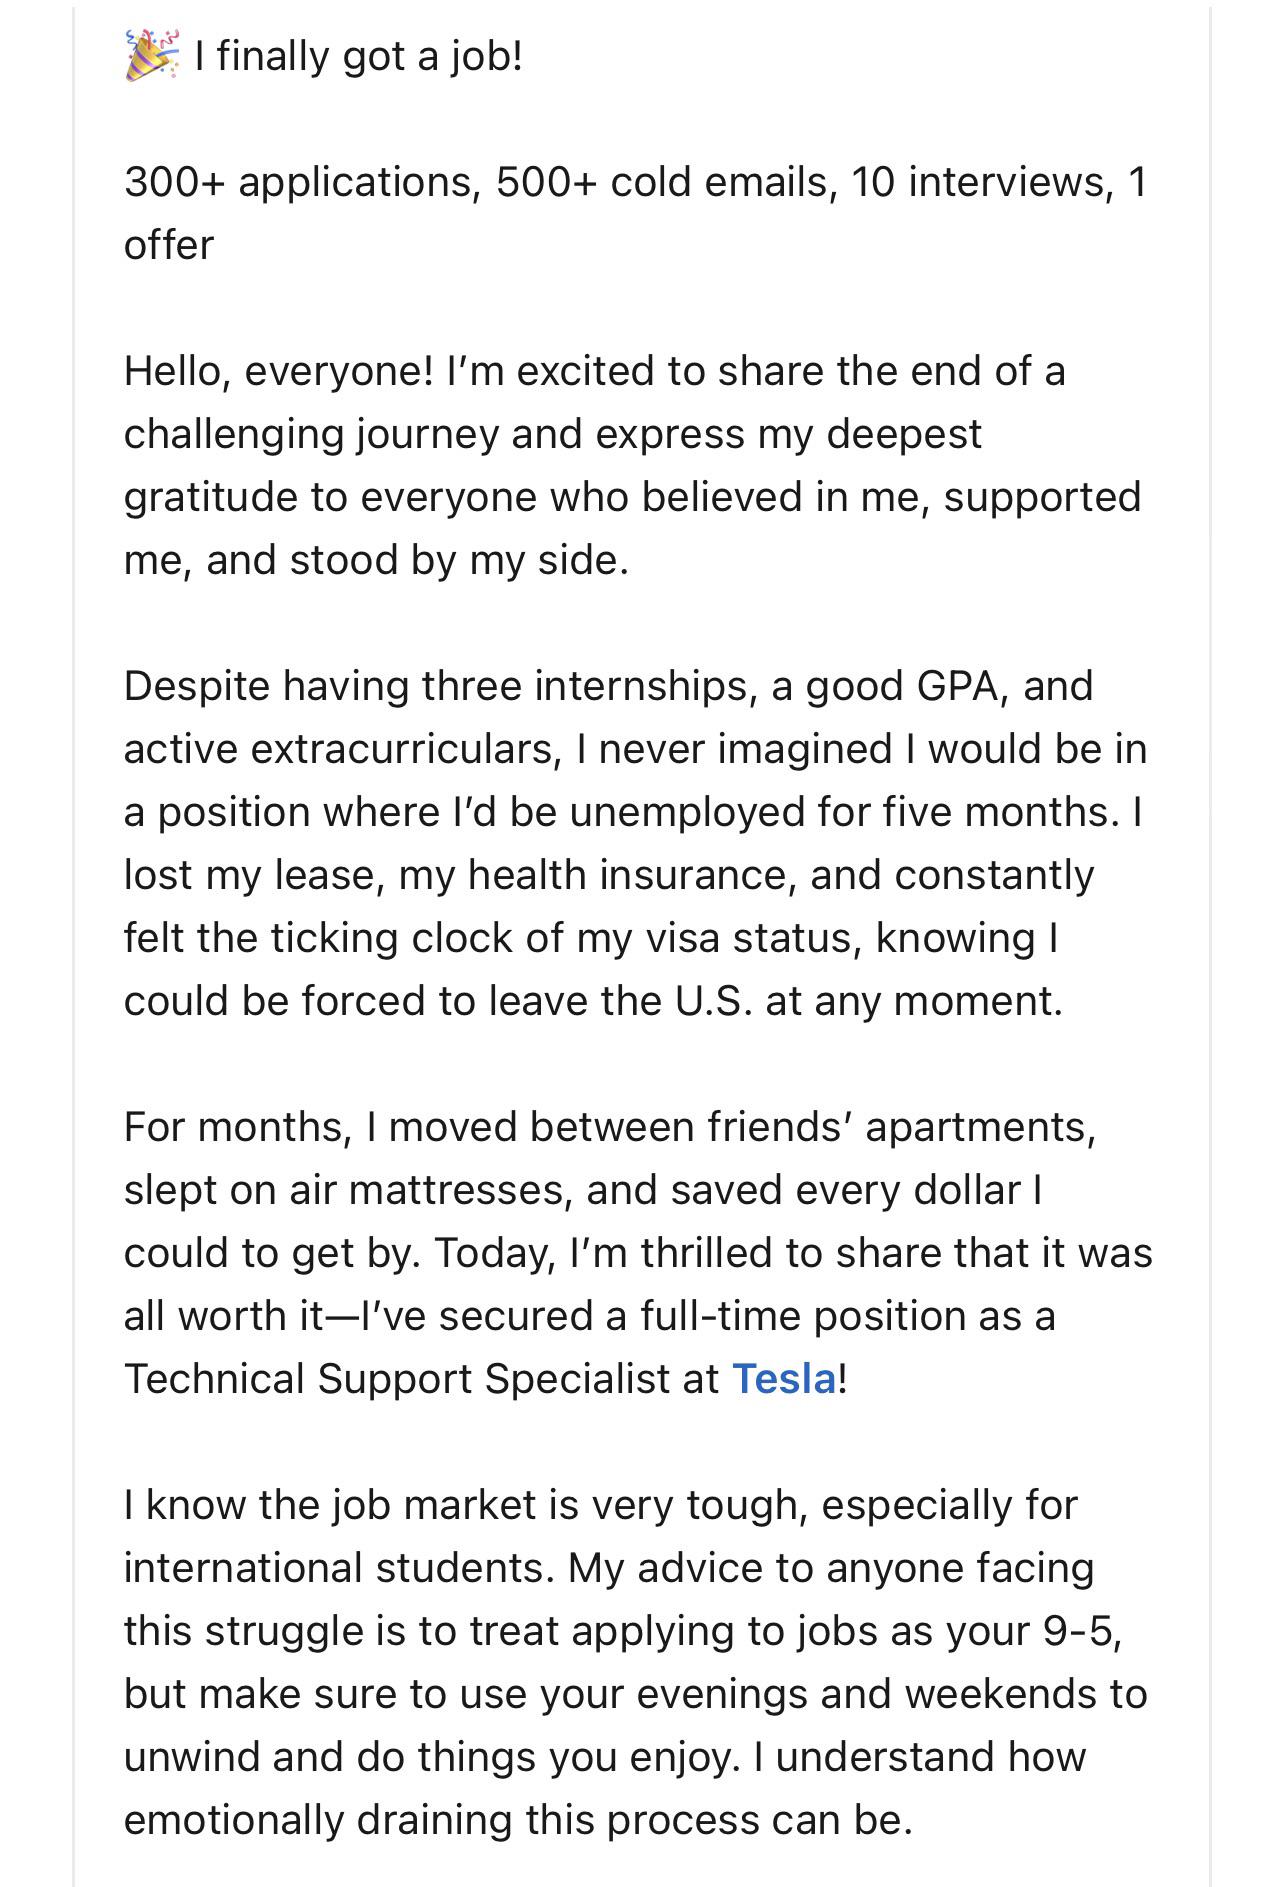 🎉 I finally got a job!
300+ applications, 500+ cold emails, 10 interviews, 1
offer
Hello, everyone! I’m excited to share the end of a
challenging journey and express my deepest
gratitude to everyone who believed in me, supported
me, and stood by my side.
Despite having three internships, a good GPA, and
active extracurriculars, I never imagined I would be in
a position where I’d be unemployed for five months. I
lost my lease, my health insurance, and constantly
felt the ticking clock of my visa status, knowing I
could be forced to leave the U.S. at any moment.
For months, I moved between friends’ apartments,
slept on air mattresses, and saved every dollar I
could to get by. Today, I’m thrilled to share that it was
all worth it—I’ve secured a full-time position as a
Technical Support Specialist at Tesla!
I know the job market is very tough, especially for
international students. My advice to anyone facing
this struggle is to treat applying to jobs as your 9-5,
but make sure to use your evenings and weekends to
unwind and do things you enjoy. I understand how
emotionally draining this process can be.